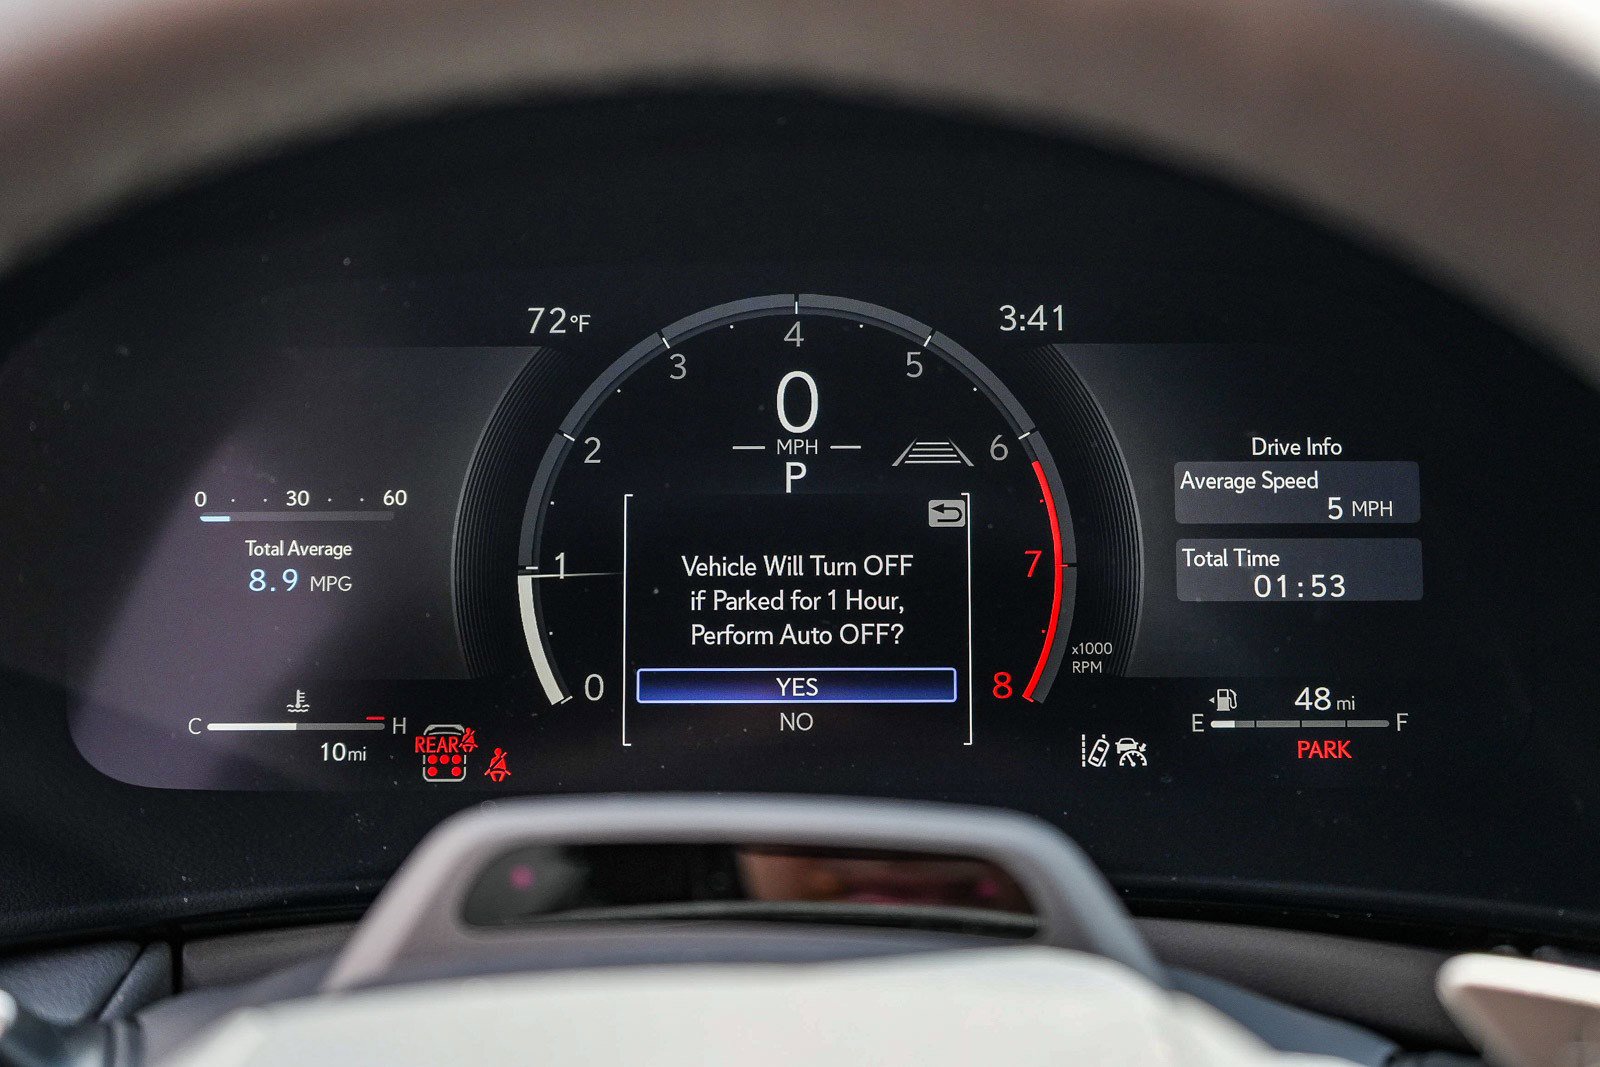 72°F
3:41
4
3
5
2
6
1
7
0
8
0
MPH
P
x1000
RPM
0 30 60
Total Average
8.9 MPG
C H
10mi
REAR
Vehicle Will Turn OFF
if Parked for 1 Hour,
Perform Auto OFF?
YES
NO
Drive Info
Average Speed
5 MPH
Total Time
01:53
48 mi
E F
PARK